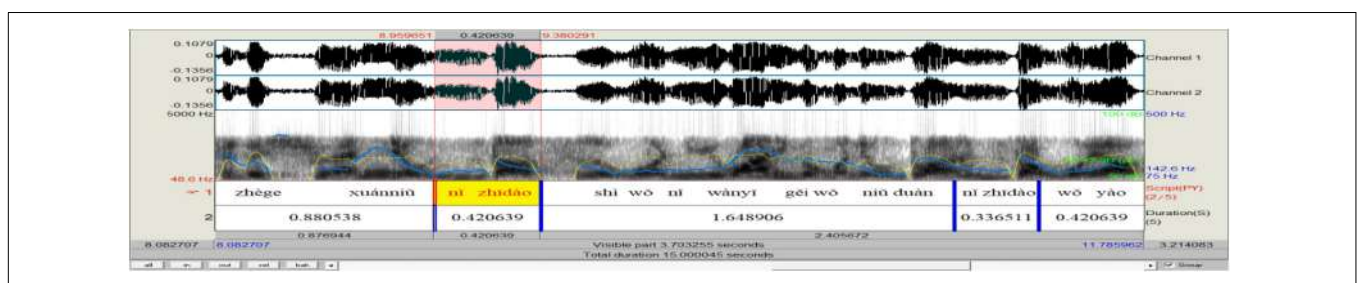 8.959651 0.420639 9.380291
0.1079
0
-0.1356
Channel 1
0.1079
0
-0.1356
Channel 2
5000 Hz
500 Hz
142.6 Hz
48.6 Hz
75 Hz
1 zhège xuánniǔ nǐ zhīdào shì wǒ nǐ wànyī gěi wǒ niǔ duàn nǐ zhīdào wǒ yào Script(PY) (2/5)
2 0.880538 0.420639 1.648906 0.336511 0.420639 Duration(S) (5)
0.876944 0.420639 2.405672
8.082707 8.082707 Visible part 3.703255 seconds 11.785962 3.214083
Total duration 15.000045 seconds
all in out sel bak